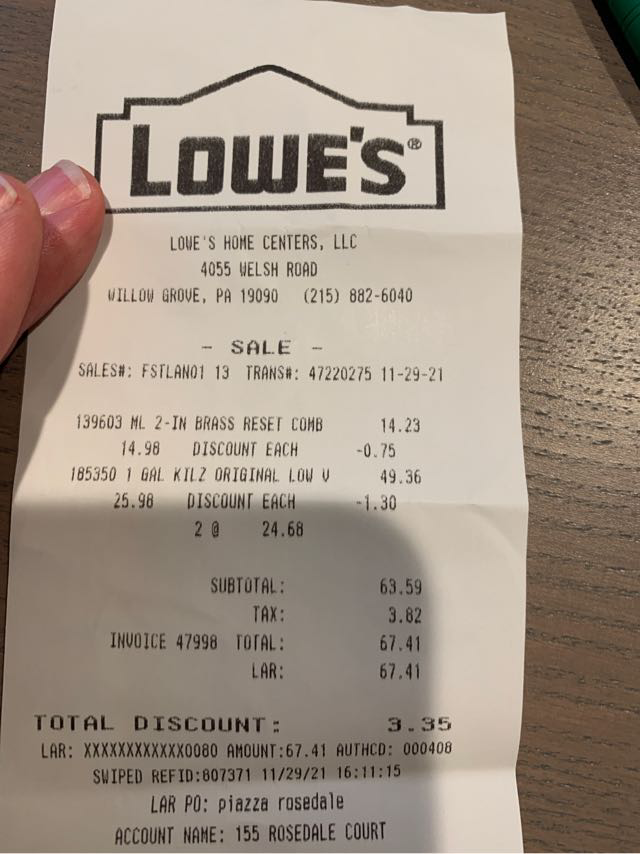 LOWE'S®
LOWE'S HOME CENTERS, LLC
4055 WELSH ROAD
WILLOW GROVE, PA 19090 (215) 882-6040
- SALE -
SALES#: FSTLAN01 13 TRANS#: 47220275 11-29-21
139603 ML 2-IN BRASS RESET COMB 14.23
14.98 DISCOUNT EACH -0.75
185350 1 GAL KILZ ORIGINAL LOW V 49.36
25.98 DISCOUNT EACH -1.30
2 @ 24.68
SUBTOTAL: 63.59
TAX: 3.82
INVOICE 47998 TOTAL: 67.41
LAR: 67.41
TOTAL DISCOUNT: 3.35
LAR: XXXXXXXXXXXX0080 AMOUNT:67.41 AUTHCD: 000408
SWIPED REFID:807371 11/29/21 16:11:15
LAR PO: piazza rosedale
ACCOUNT NAME: 155 ROSEDALE COURT